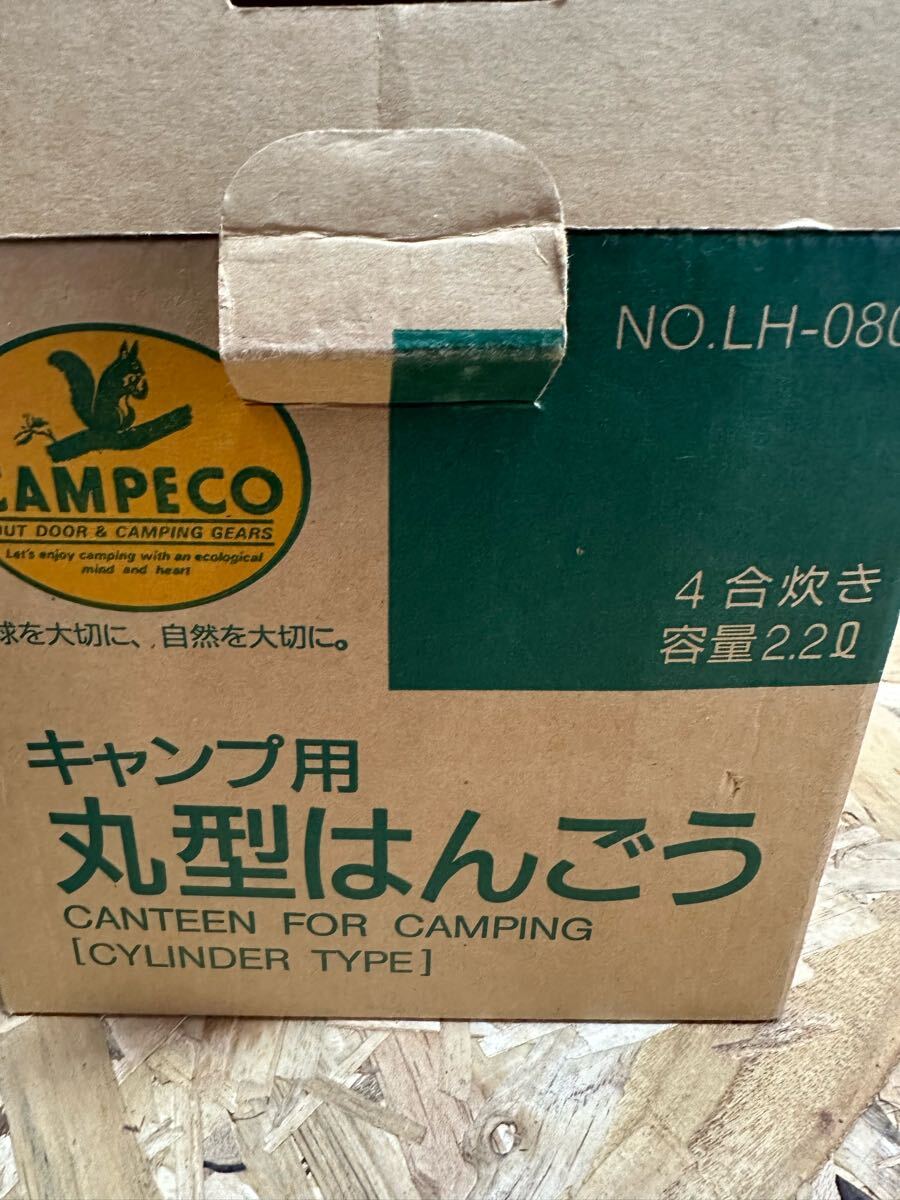 NO.LH-080
CAMPECO
OUT DOOR & CAMPING GEARS
Let's enjoy camping with an ecological
mind and heart
球を大切に、自然を大切に。
4合炊き
容量2.2ℓ
キャンプ用
丸型はんごう
CANTEEN FOR CAMPING
[CYLINDER TYPE]